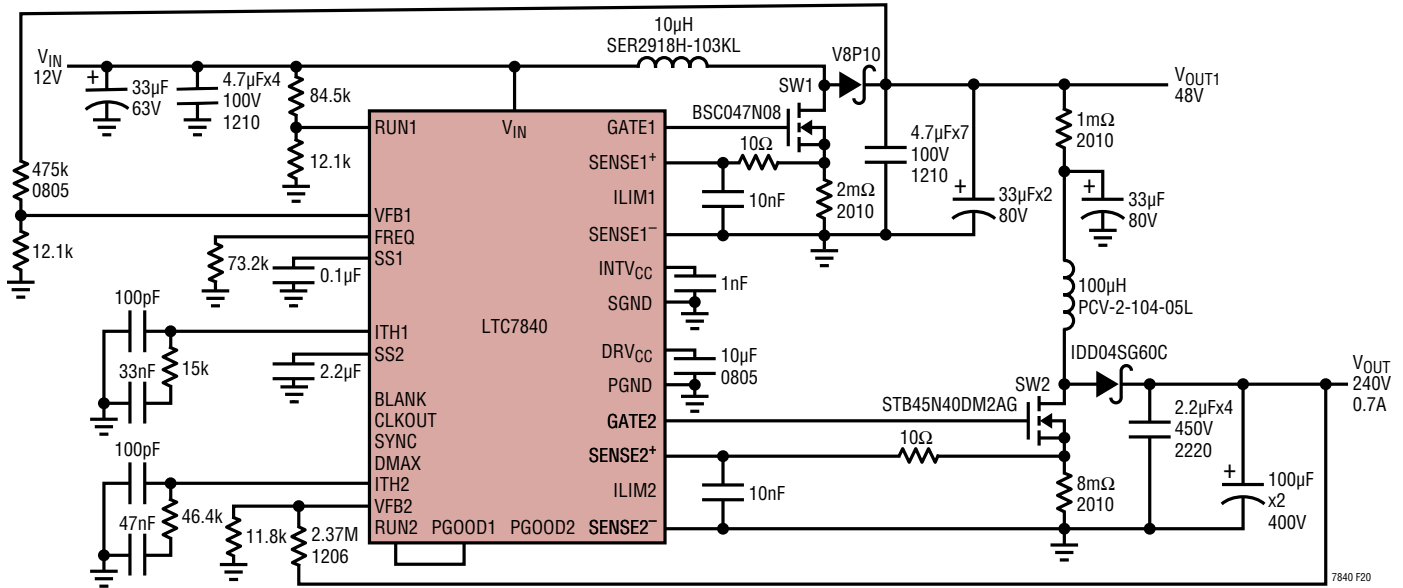 10µH
SER2918H-103KL
V8P10
VIN
12V
33µF
63V
4.7µFx4
100V
1210
84.5k
SW1
VOUT1
48V
BSC047N08
RUN1
VIN
GATE1
1mΩ
2010
12.1k
10Ω
4.7µFx7
100V
1210
SENSE1+
475k
0805
10nF
2mΩ
2010
33µFx2
80V
33µF
80V
ILIM1
VFB1
SENSE1−
FREQ
12.1k
73.2k
SS1
0.1µF
INTVCC
1nF
SGND
100µH
PCV-2-104-05L
100pF
LTC7840
ITH1
SS2
DRVCC
10µF
0805
IDD04SG60C
33nF
15k
2.2µF
PGND
SW2
VOUT
240V
0.7A
STB45N40DM2AG
BLANK
CLKOUT
GATE2
SYNC
2.2µFx4
450V
2220
100pF
DMAX
SENSE2+
10Ω
ITH2
ILIM2
10nF
8mΩ
2010
100µF
x2
400V
47nF
46.4k
VFB2
11.8k
2.37M
1206
RUN2
PGOOD1
PGOOD2
SENSE2−
7840 F20